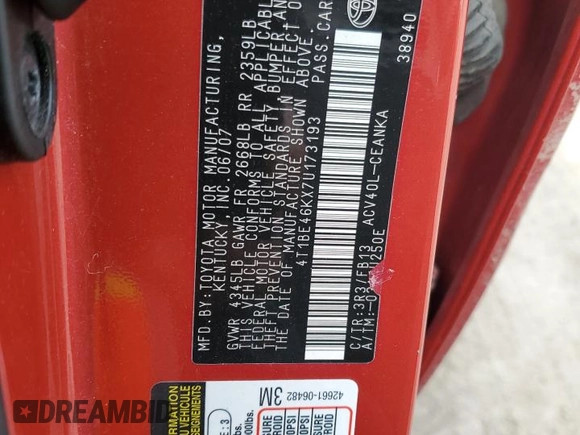 MFD. BY: TOYOTA MOTOR MANUFACTURING,
KENTUCKY, INC. 06/07
GVWR 4345LB GAWR FR 2668LB RR 2359LB
THIS VEHICLE CONFORMS TO ALL APPLICABLE
FEDERAL MOTOR VEHICLE SAFETY, BUMPER, AND
THEFT PREVENTION STANDARDS IN EFFECT ON
THE DATE OF MANUFACTURE SHOWN ABOVE.
4T1BE46KX7U173193 PASS. CAR
C/TR: 3R3/FB13 ACV40L-CEANKA
A/TM:-0 250E
38940
TOYOTA
42661-06482
3M
DREAMBID